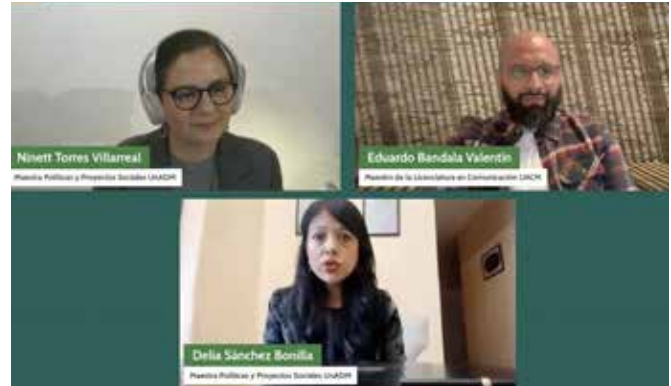 Ninett Torres Villarreal
Maestra Políticas y Proyectos Sociales UnADM
Eduardo Bandala Valentín
Maestro de la Licenciatura en Comunicación UACM
Delia Sánchez Bonilla
Maestra Políticas y Proyectos Sociales UnADM